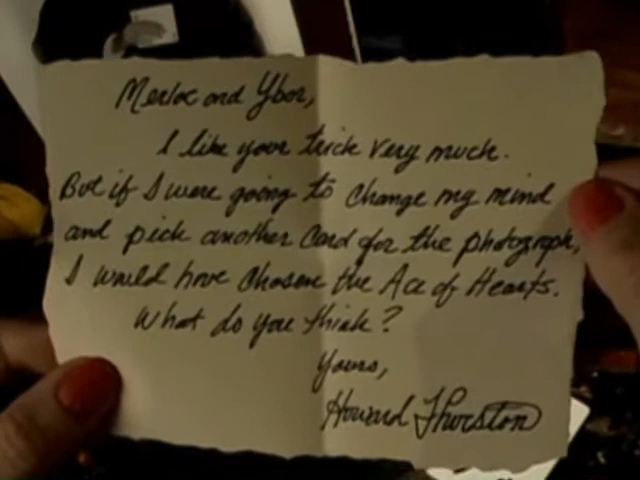 Merloc and Ybor,
I like your trick very much.
But if I were going to change my mind
and pick another card for the photograph,
I would have chosen the Ace of Hearts.
What do you think?
Yours,
Howard Thurston